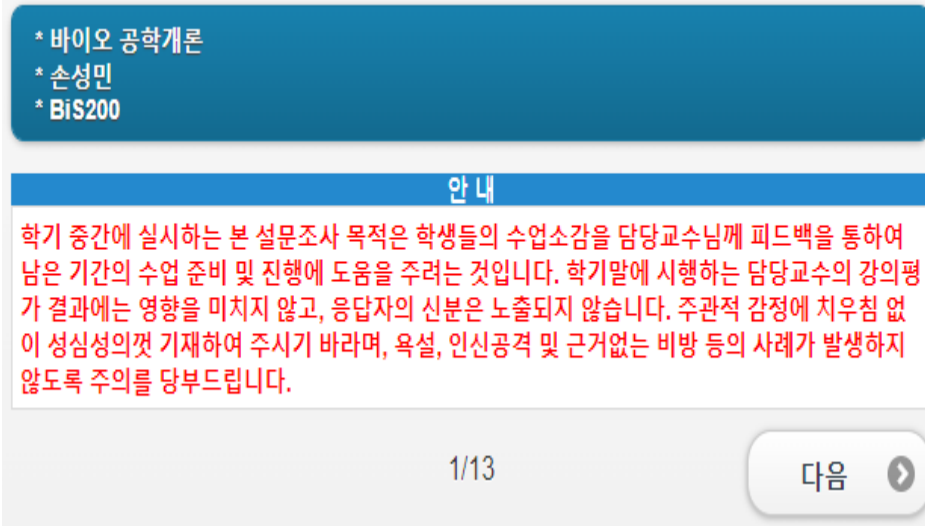 * 바이오 공학개론
* 손성민
* BiS200
안 내
학기 중간에 실시하는 본 설문조사 목적은 학생들의 수업소감을 담당교수님께 피드백을 통하여
남은 기간의 수업 준비 및 진행에 도움을 주려는 것입니다. 학기말에 시행하는 담당교수의 강의평
가 결과에는 영향을 미치지 않고, 응답자의 신분은 노출되지 않습니다. 주관적 감정에 치우침 없
이 성심성의껏 기재하여 주시기 바라며, 욕설, 인신공격 및 근거없는 비방 등의 사례가 발생하지
않도록 주의를 당부드립니다.
1/13
다음